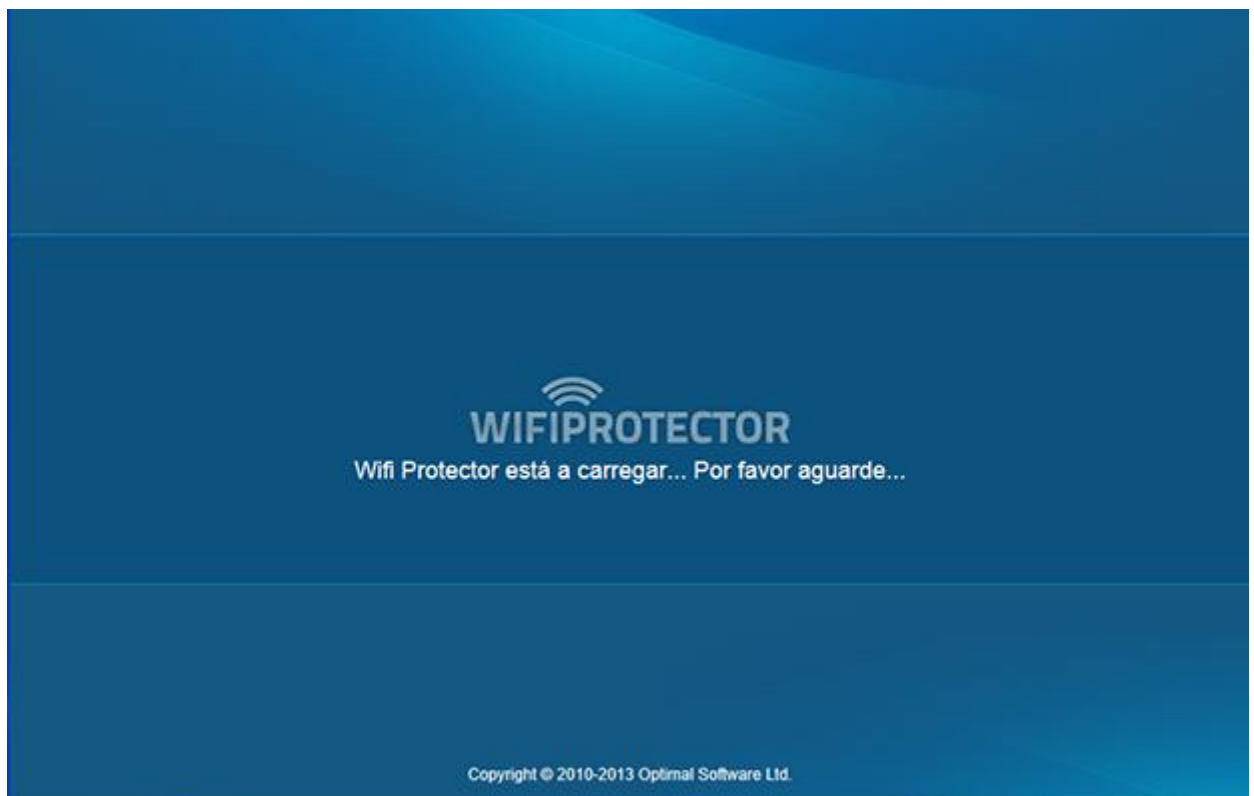 WIFIPROTECTOR
Wifi Protector está a carregar... Por favor aguarde...
Copyright © 2010-2013 Optimal Software Ltd.